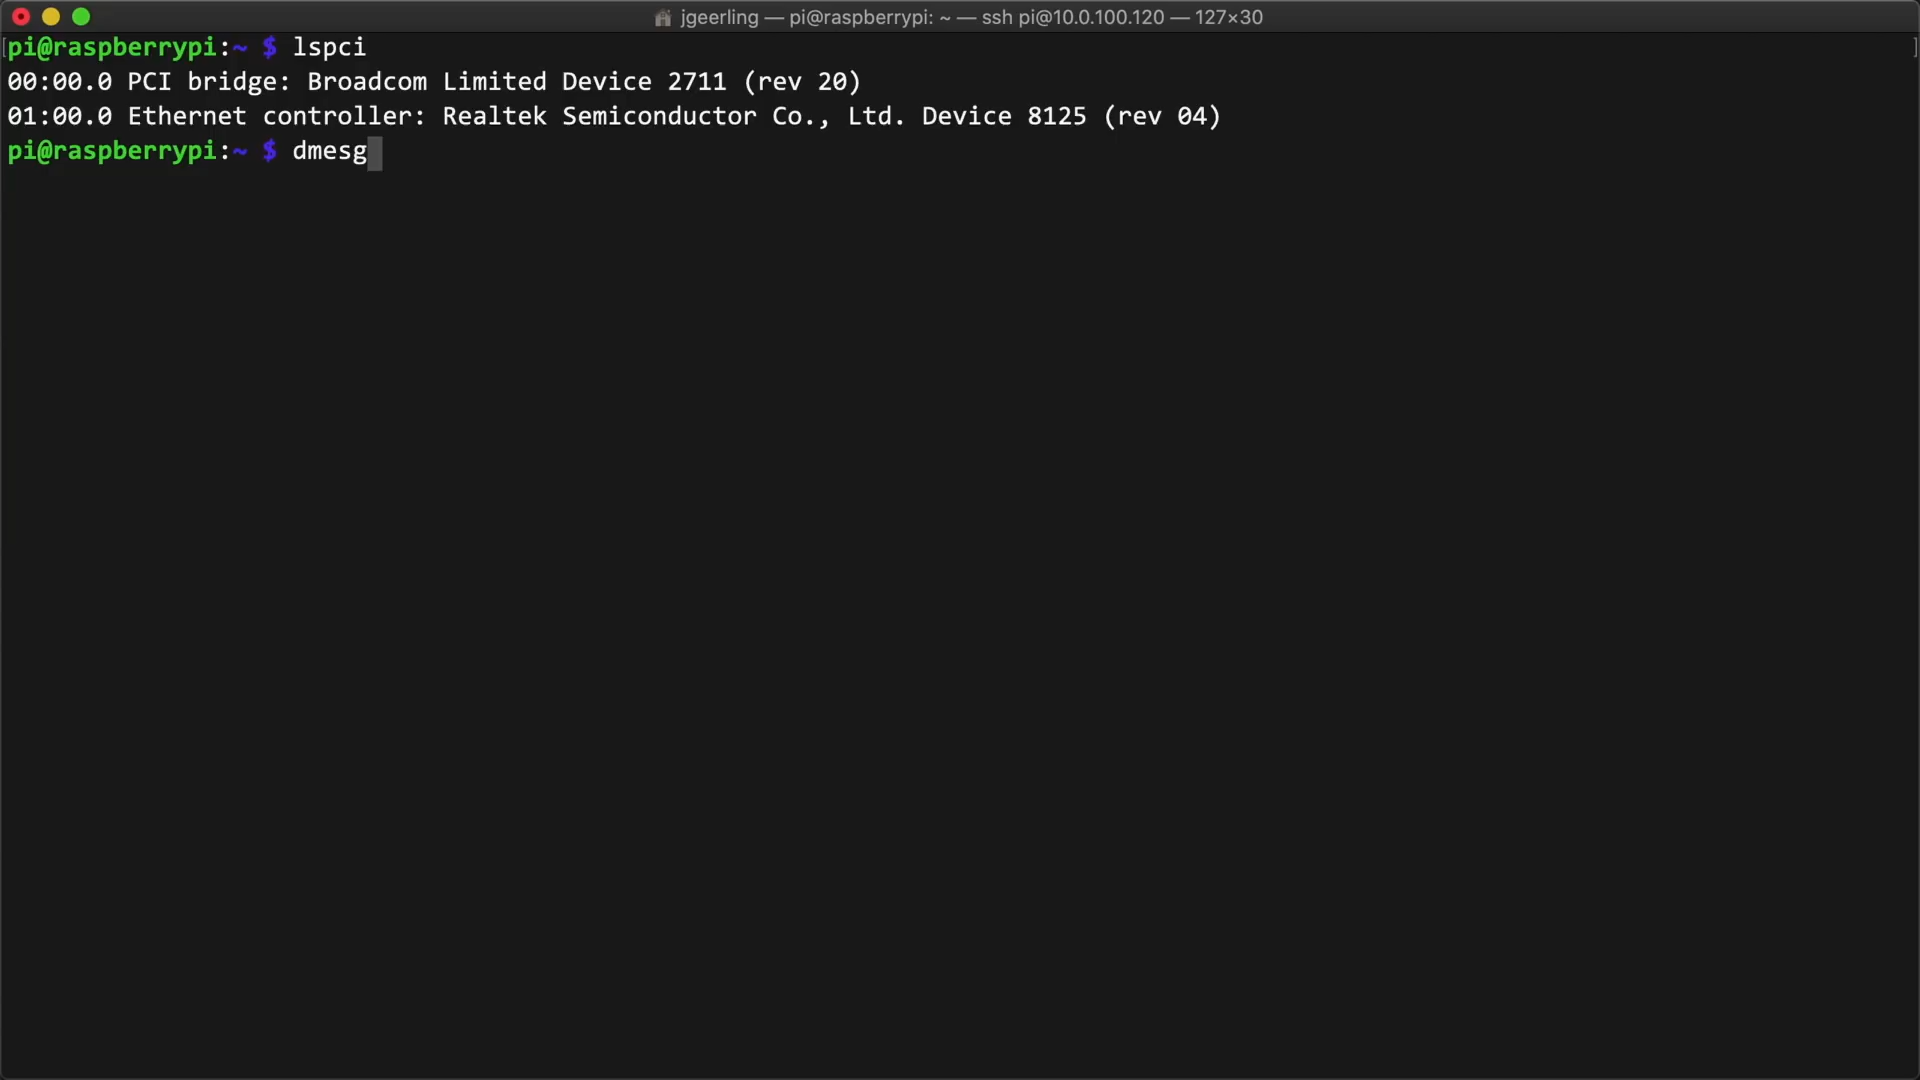 jgeerling — pi@raspberrypi: ~ — ssh pi@10.0.100.120 — 127×30
pi@raspberrypi:~ $ lspci
00:00.0 PCI bridge: Broadcom Limited Device 2711 (rev 20)
01:00.0 Ethernet controller: Realtek Semiconductor Co., Ltd. Device 8125 (rev 04)
pi@raspberrypi:~ $ dmesg